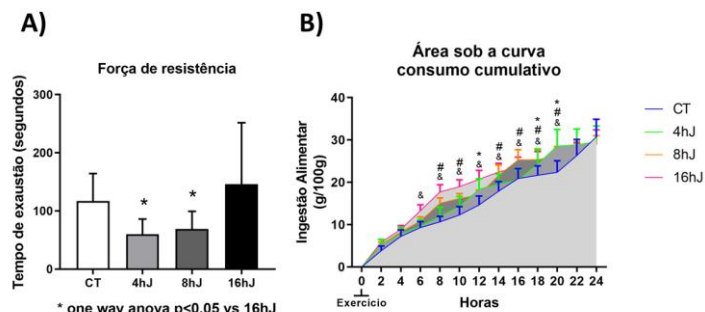 A)
Força de resistência
Tempo de exaustão (segundos)
300
200
100
0
*
*
CT
4hJ
8hJ
16hJ
* one way anova p<0.05 vs 16hJ
B)
Área sob a curva
consumo cumulativo
Ingestão Alimentar
(g/100g)
40
30
20
10
0
&
#
&
#
&
*
&
#
&
#
&
*
#
&
*
#
&
CT
4hJ
8hJ
16hJ
0 2 4 6 8 10 12 14 16 18 20 22 24
Exercício
Horas